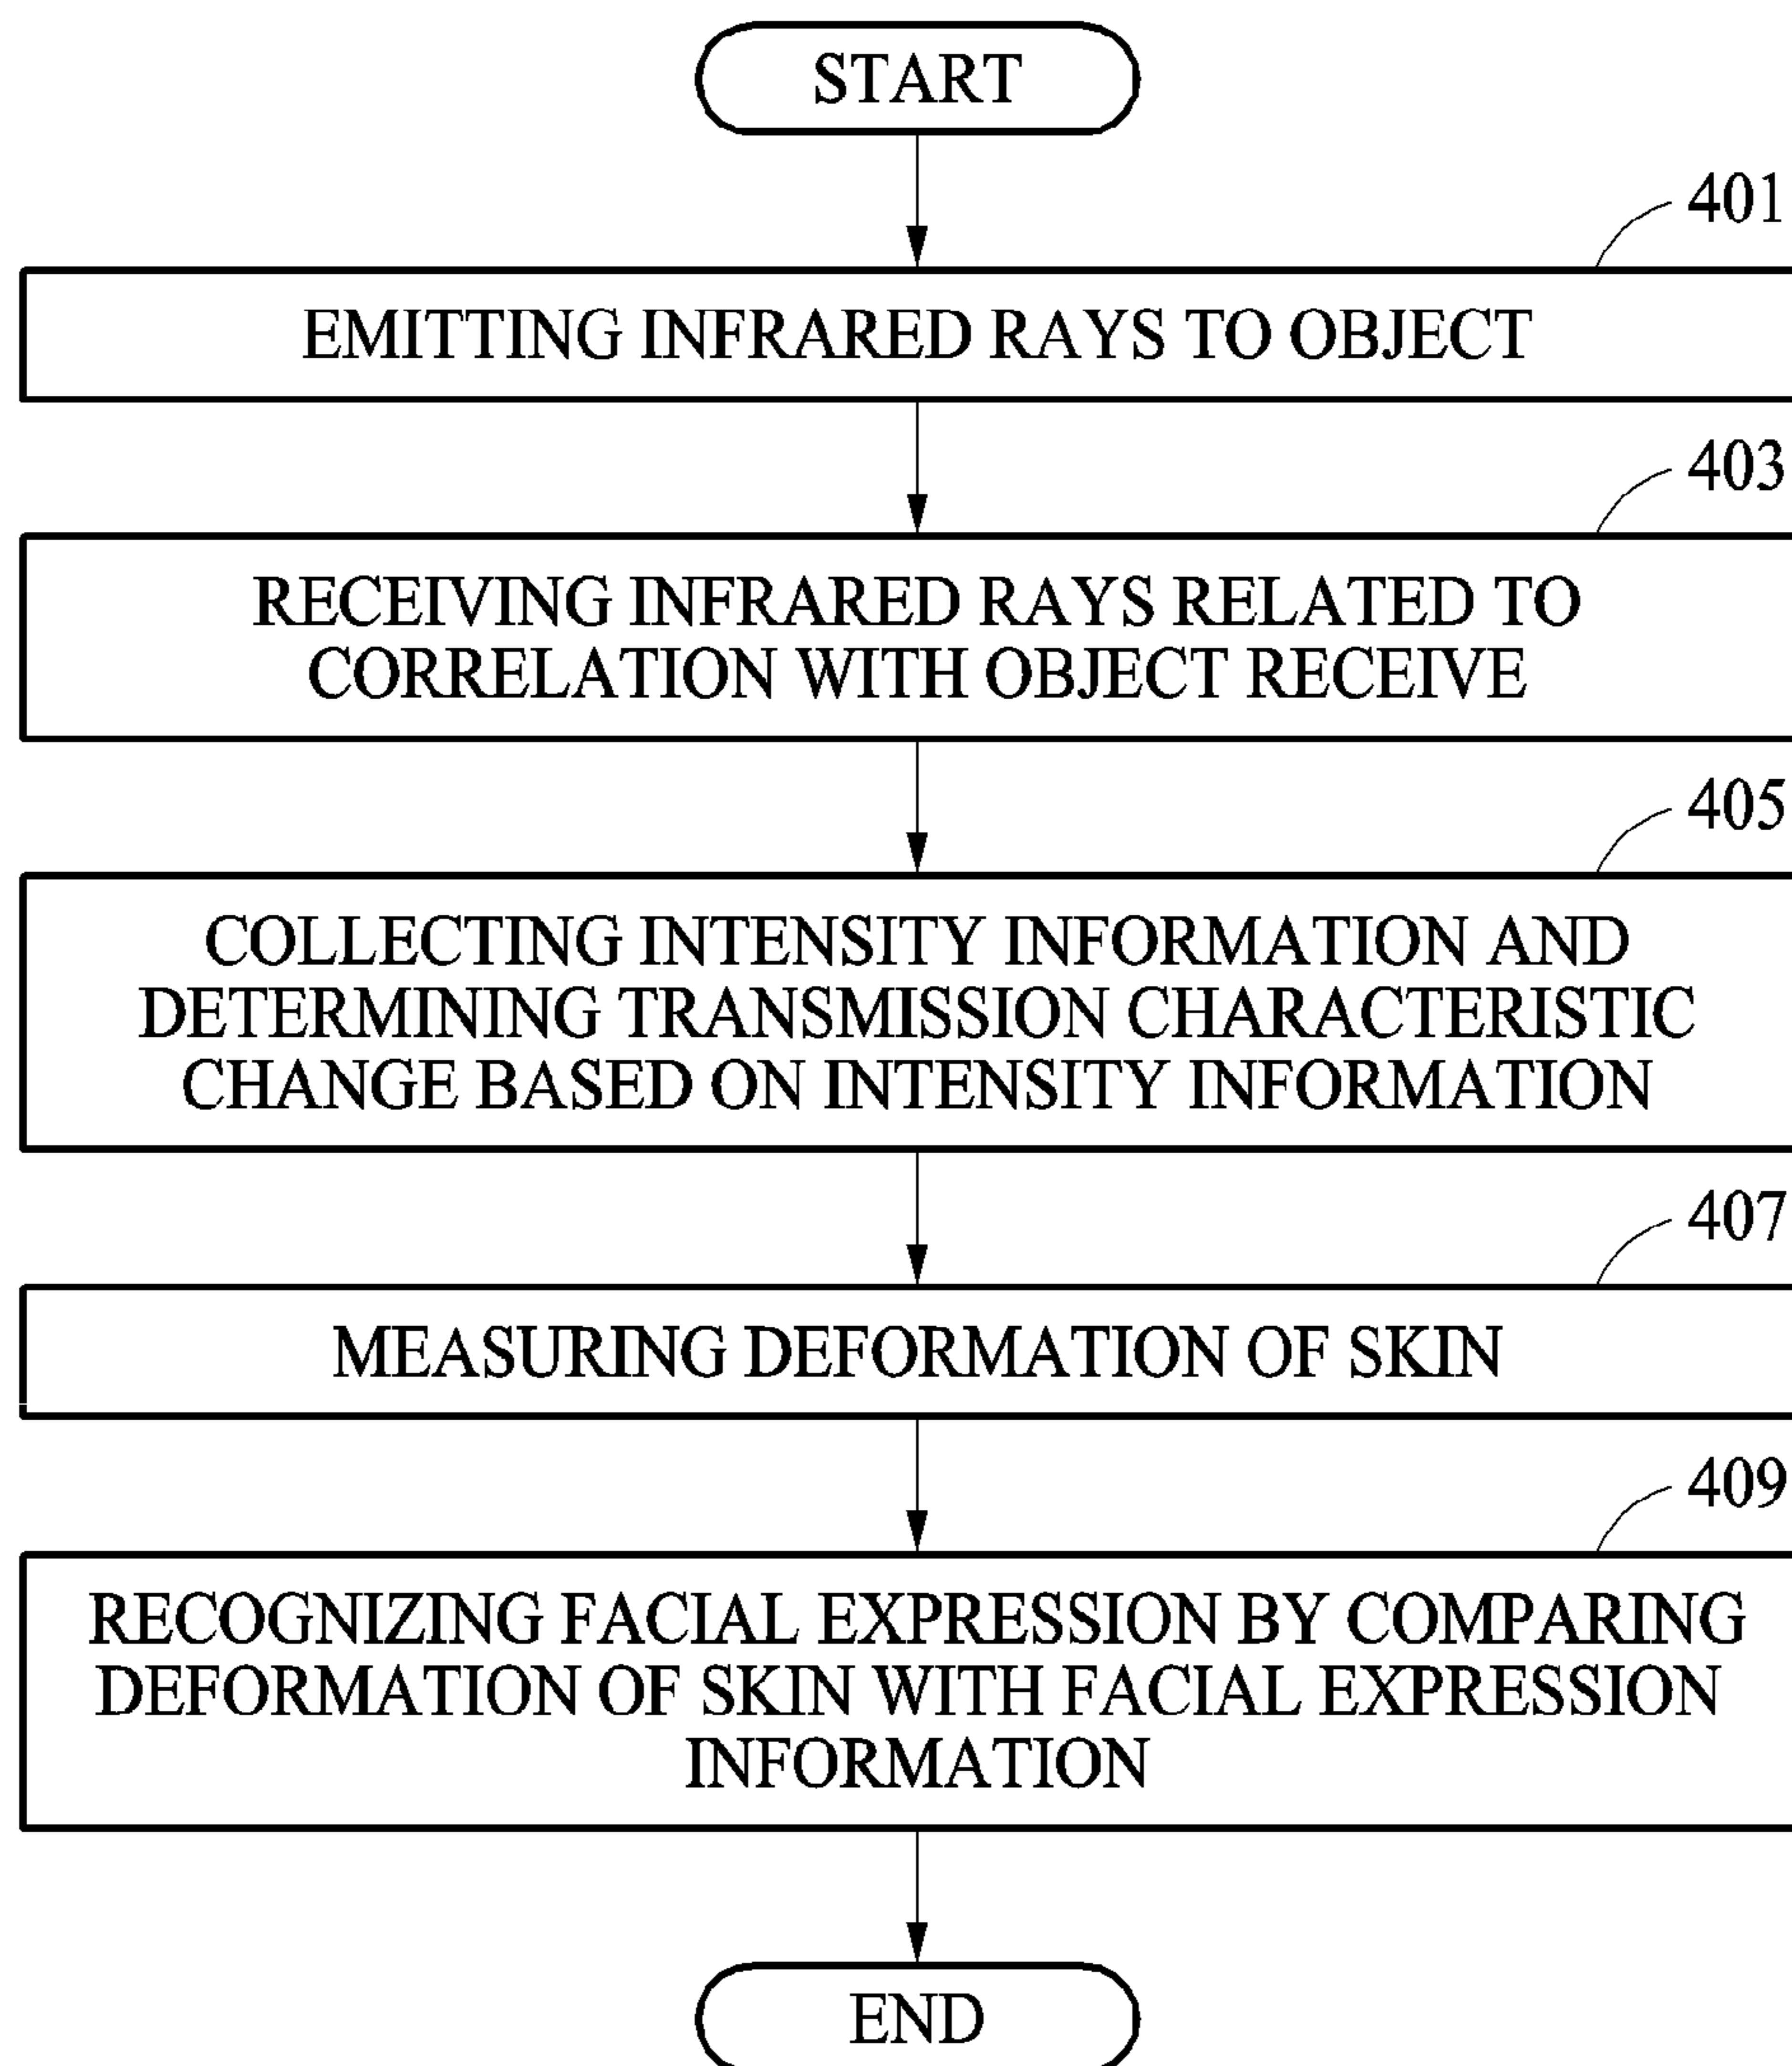 START
401
EMITTING INFRARED RAYS TO OBJECT
403
RECEIVING INFRARED RAYS RELATED TO
CORRELATION WITH OBJECT RECEIVE
405
COLLECTING INTENSITY INFORMATION AND
DETERMINING TRANSMISSION CHARACTERISTIC
CHANGE BASED ON INTENSITY INFORMATION
407
MEASURING DEFORMATION OF SKIN
409
RECOGNIZING FACIAL EXPRESSION BY COMPARING
DEFORMATION OF SKIN WITH FACIAL EXPRESSION
INFORMATION
END